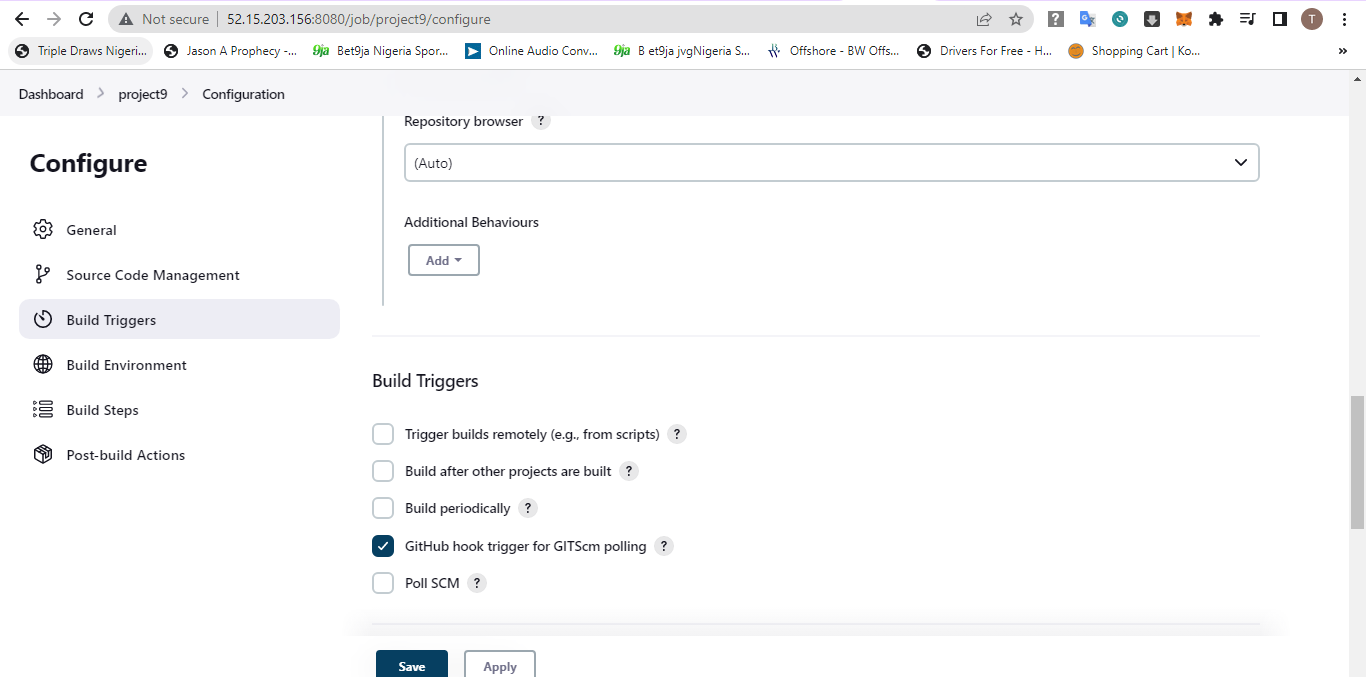 Not secure 52.15.203.156:8080/job/project9/configure T
Triple Draws Nigeri... Jason A Prophecy -... 9ja Bet9ja Nigeria Spor... Online Audio Conv... 9ja B et9ja jvgNigeria S... Offshore - BW Offs... Drivers For Free - H... Shopping Cart | Ko... »
Dashboard > project9 > Configuration
Configure
General
Source Code Management
Build Triggers
Build Environment
Build Steps
Post-build Actions
Repository browser ?
(Auto)
Additional Behaviours
Add
Build Triggers
Trigger builds remotely (e.g., from scripts) ?
Build after other projects are built ?
Build periodically ?
GitHub hook trigger for GITScm polling ?
Poll SCM ?
Save Apply